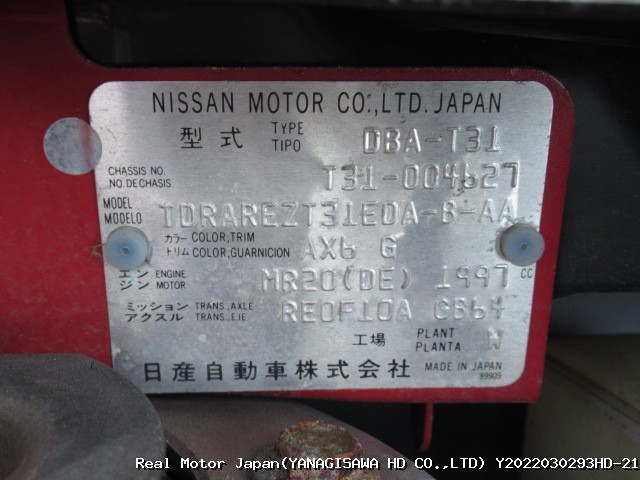 NISSAN MOTOR CO.,LTD. JAPAN
型式 TYPE TIPO DBA-T31
CHASSIS NO. NO. DE CHASIS T31-004627
MODEL MODELO TDRAREZT31EDA-B-AA
カラー COLOR,TRIM トリム COLOR,GUARNICION AX6 G
エンジン ENGINE MOTOR MR20(DE) 1997 CC
ミッション TRANS.,AXLE アクスル TRANS.,EJE RE0F10A GB64
工場 PLANT PLANTA W
日産自動車株式会社 MADE IN JAPAN
89909
Real Motor Japan(YANAGISAWA HD CO.,LTD) Y2022030293HD-21